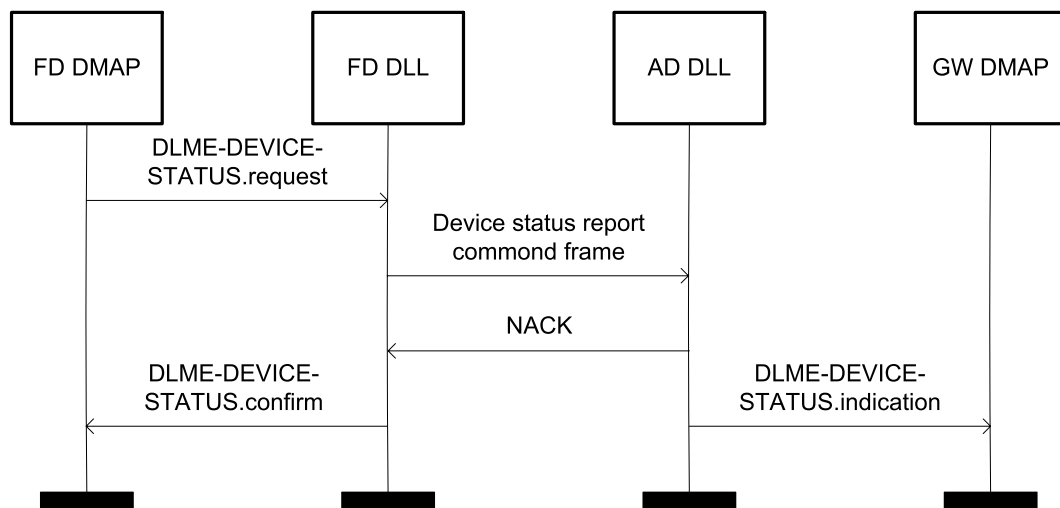 FD DMAP
FD DLL
AD DLL
GW DMAP
DLME-DEVICE-
STATUS.request
Device status report
commond frame
NACK
DLME-DEVICE-
STATUS.confirm
DLME-DEVICE-
STATUS.indication